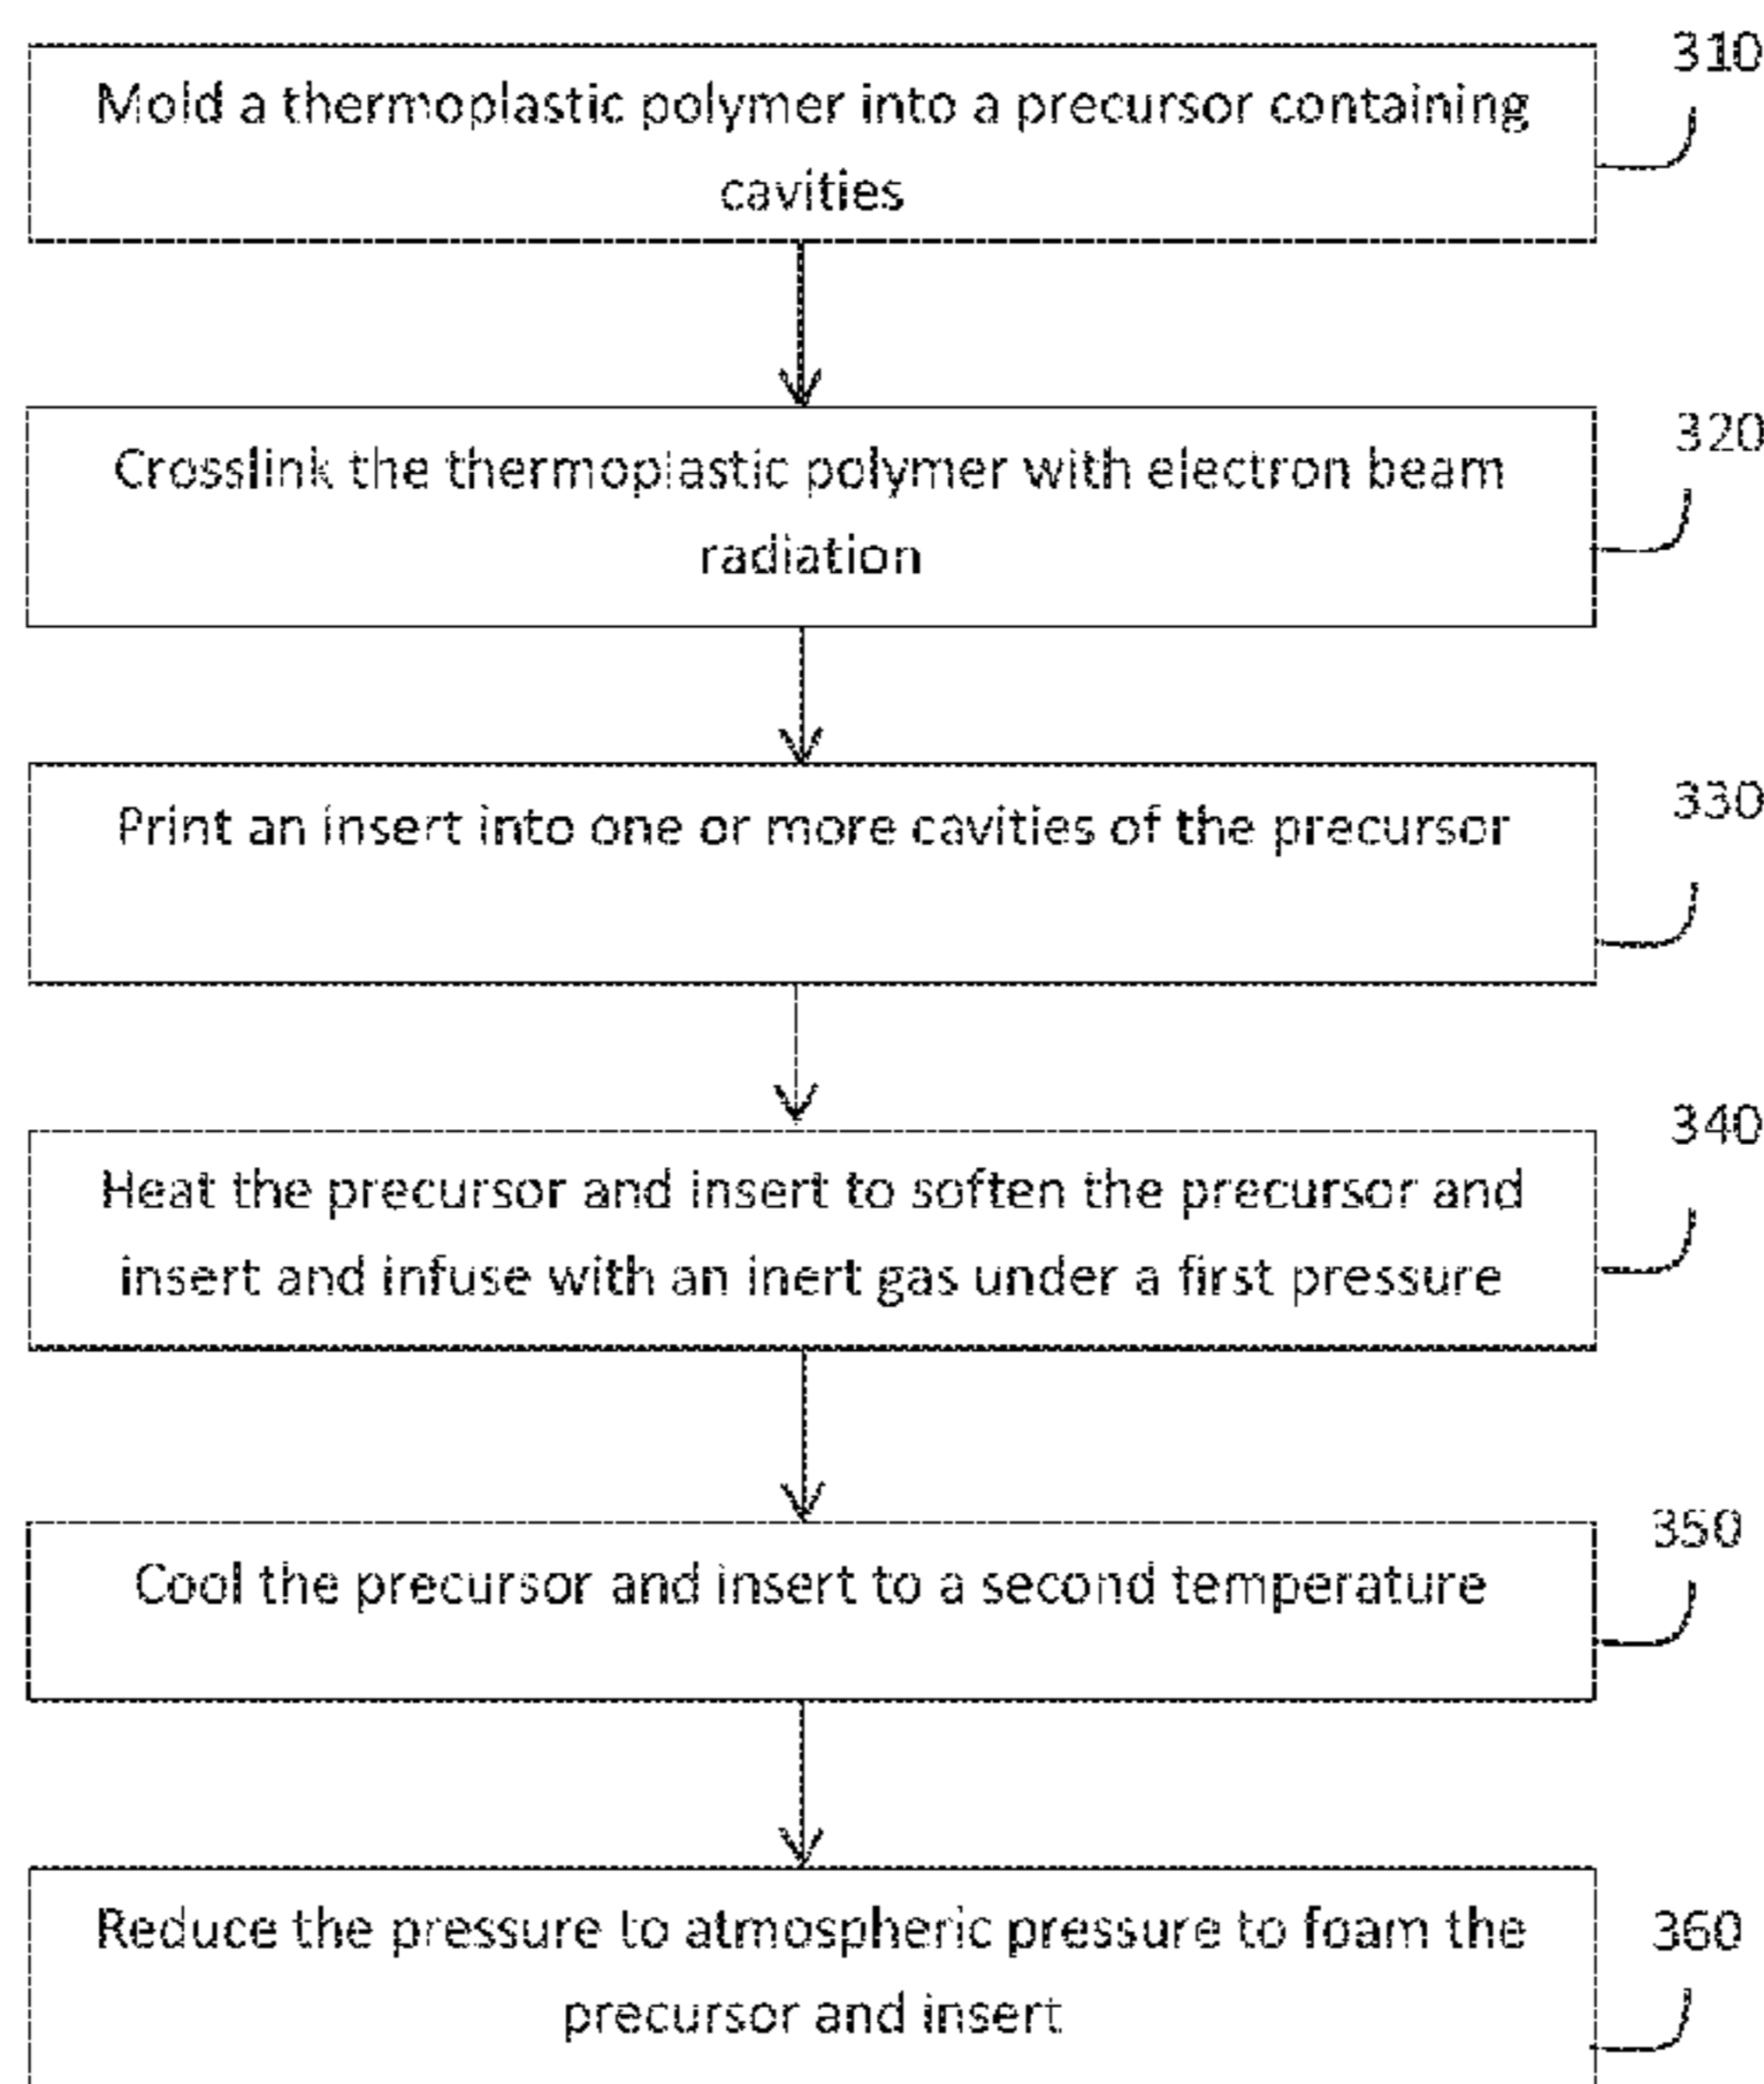 310
Mold a thermoplastic polymer into a precursor containing
cavities
320
Crosslink the thermoplastic polymer with electron beam
radiation
330
Print an insert into one or more cavities of the precursor
340
Heat the precursor and insert to soften the precursor and
insert and infuse with an inert gas under a first pressure
350
Cool the precursor and insert to a second temperature
360
Reduce the pressure to atmospheric pressure to foam the
precursor and insert